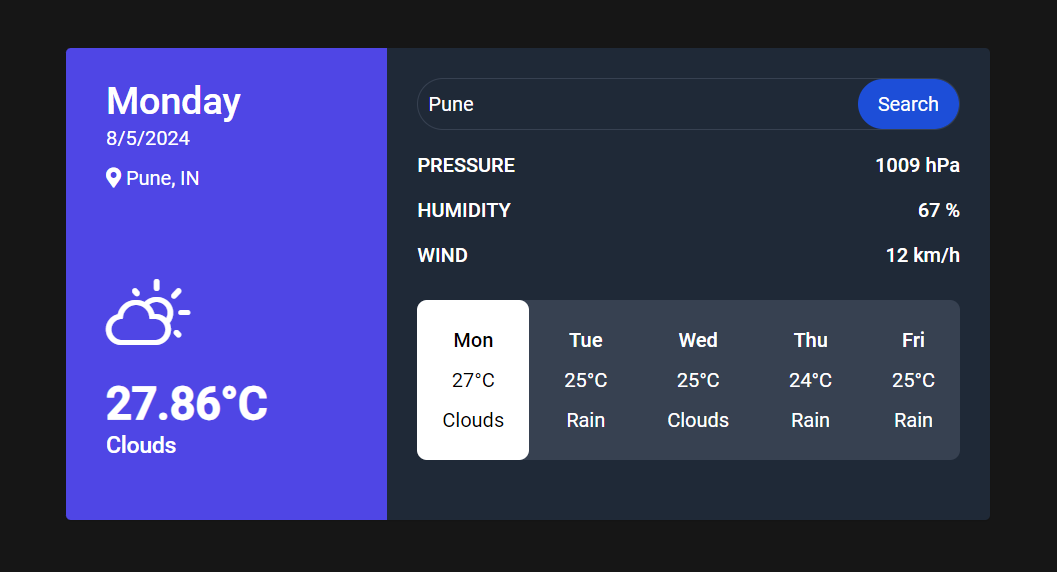 Monday
8/5/2024
Pune, IN
27.86°C
Clouds
Pune Search
PRESSURE 1009 hPa
HUMIDITY 67 %
WIND 12 km/h
Mon Tue Wed Thu Fri
27°C 25°C 25°C 24°C 25°C
Clouds Rain Clouds Rain Rain